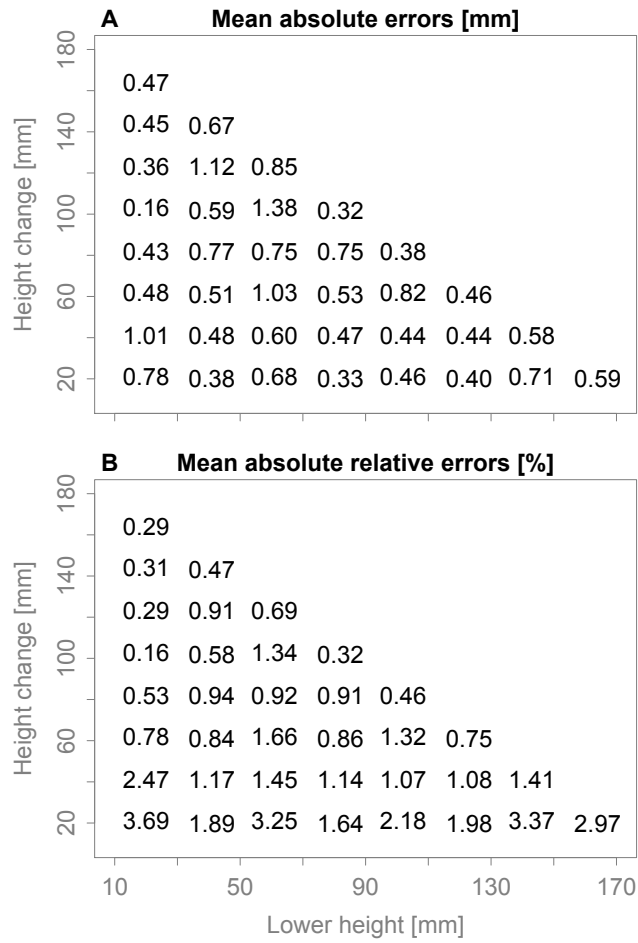 A Mean absolute errors [mm]
Height change [mm]
180
140
100
60
20
0.47
0.45 0.67
0.36 1.12 0.85
0.16 0.59 1.38 0.32
0.43 0.77 0.75 0.75 0.38
0.48 0.51 1.03 0.53 0.82 0.46
1.01 0.48 0.60 0.47 0.44 0.44 0.58
0.78 0.38 0.68 0.33 0.46 0.40 0.71 0.59
B Mean absolute relative errors [%]
Height change [mm]
180
140
100
60
20
0.29
0.31 0.47
0.29 0.91 0.69
0.16 0.58 1.34 0.32
0.53 0.94 0.92 0.91 0.46
0.78 0.84 1.66 0.86 1.32 0.75
2.47 1.17 1.45 1.14 1.07 1.08 1.41
3.69 1.89 3.25 1.64 2.18 1.98 3.37 2.97
10 50 90 130 170
Lower height [mm]